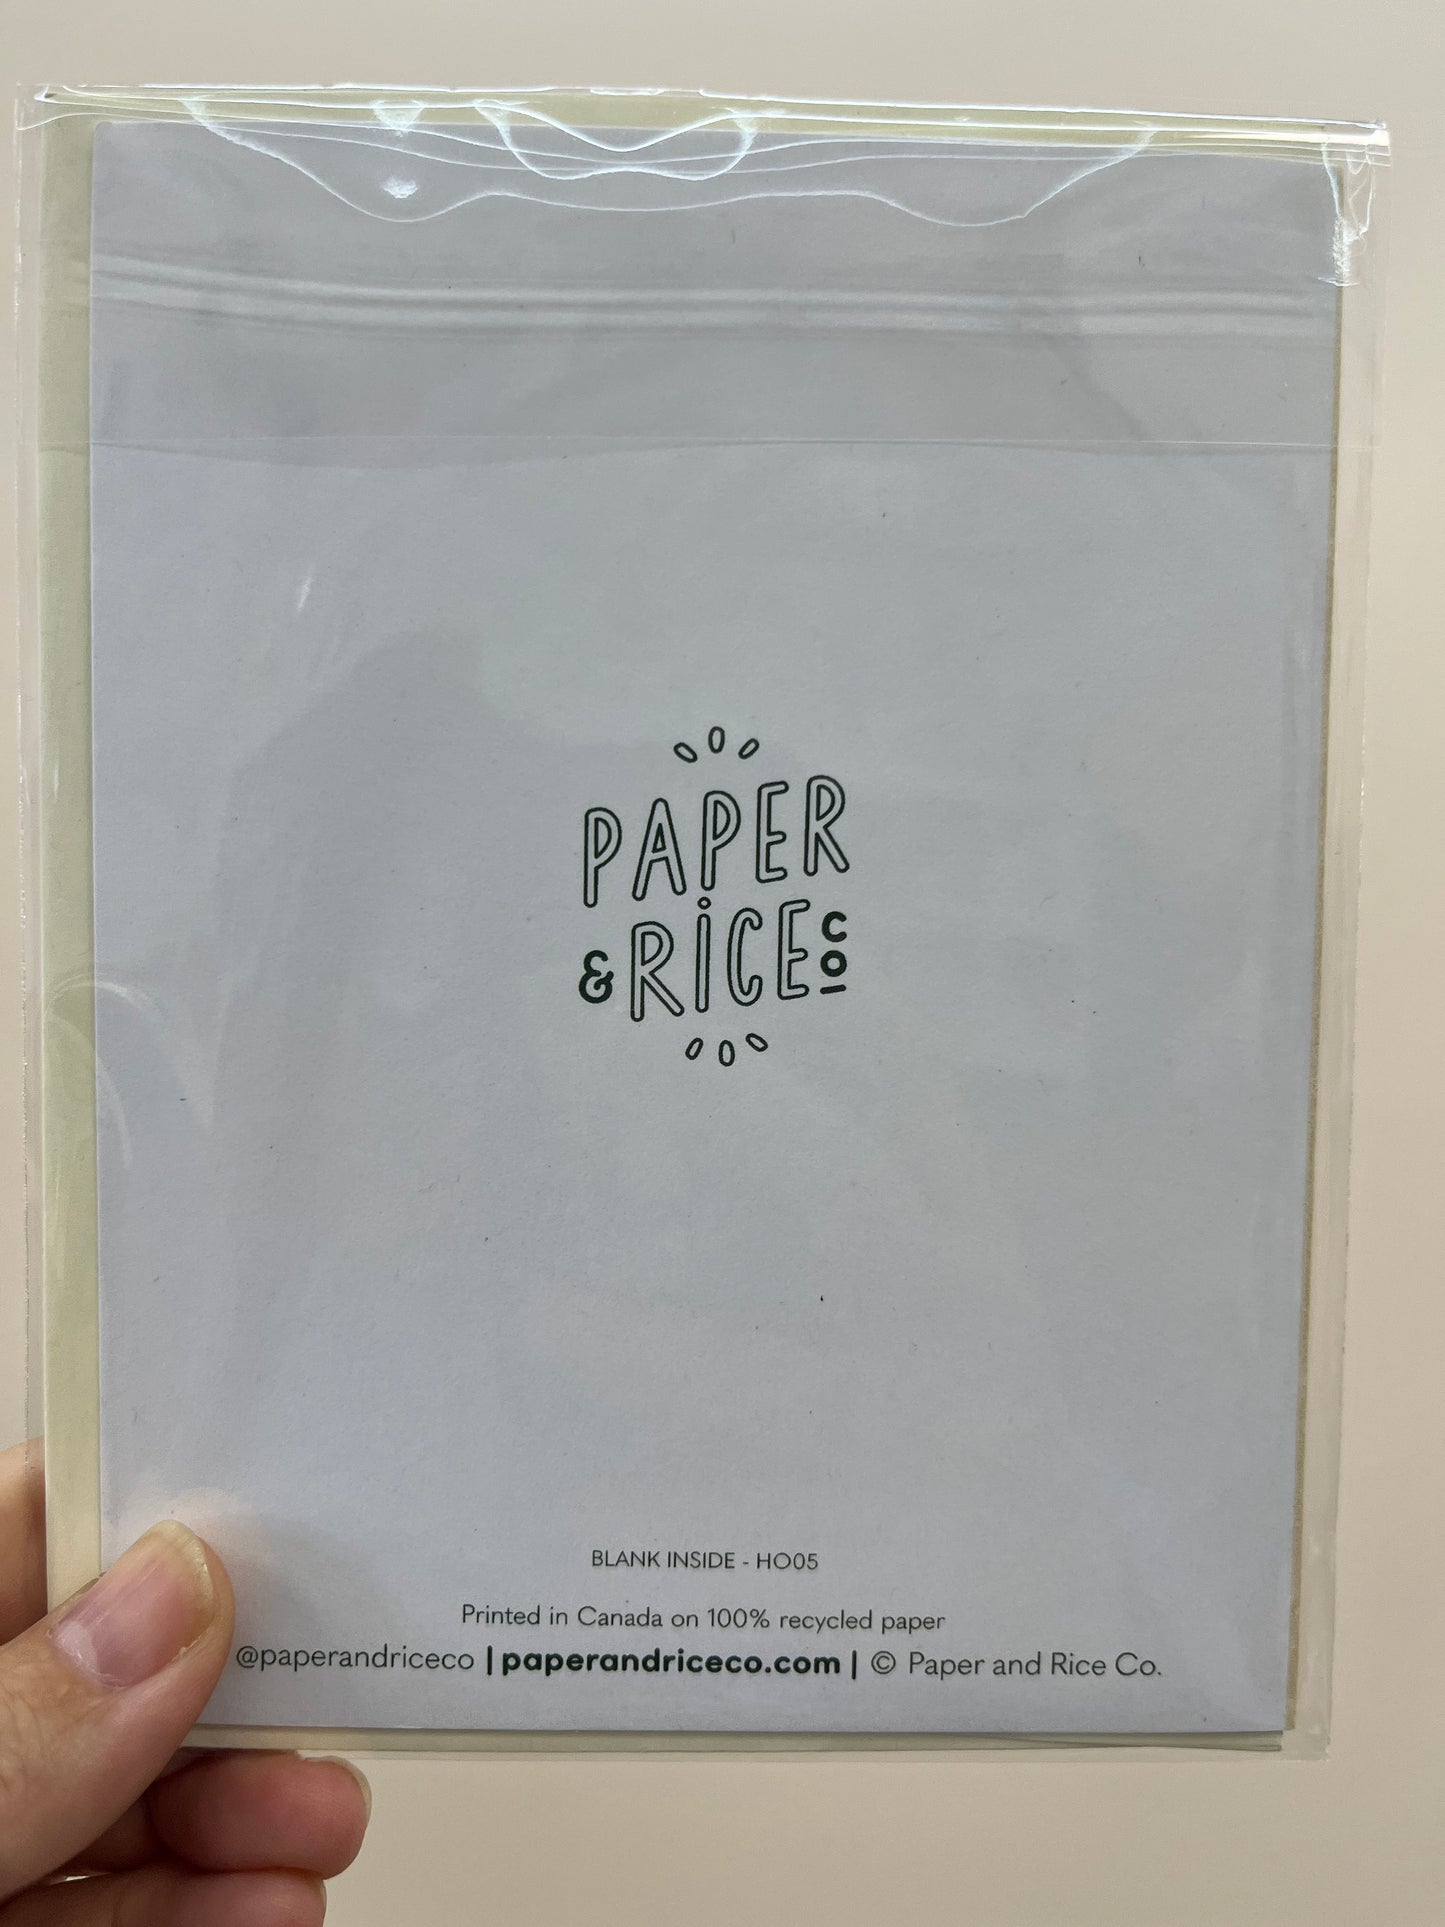 PAPER
& RiCE CO
BLANK INSIDE - HO05
Printed in Canada on 100% recycled paper
@paperandriceco | paperandriceco.com | © Paper and Rice Co.